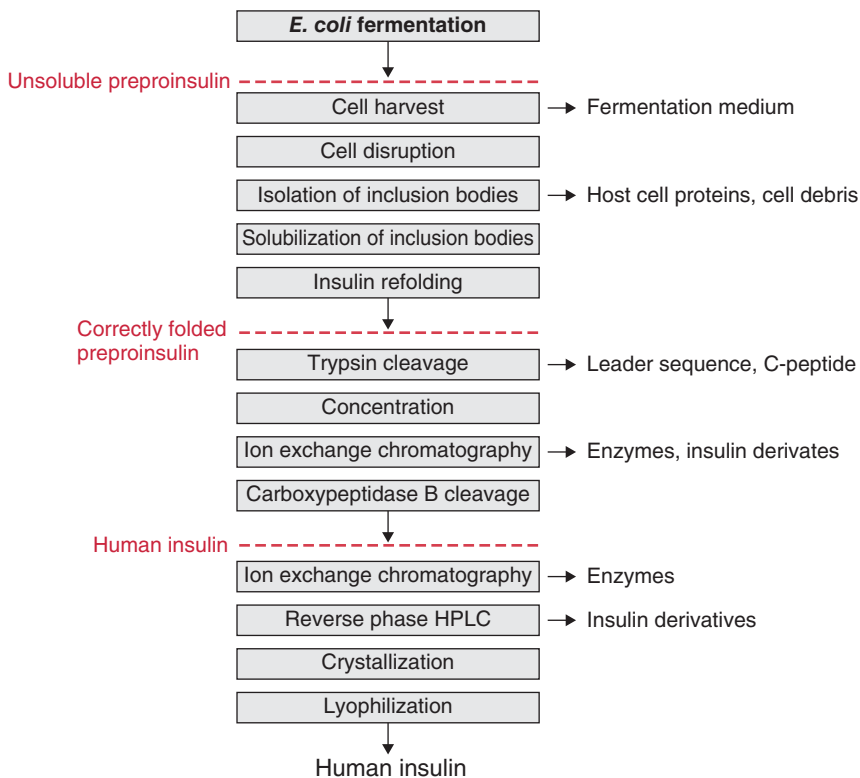 E. coli fermentation
Unsoluble preproinsulin
Cell harvest
Fermentation medium
Cell disruption
Isolation of inclusion bodies
Host cell proteins, cell debris
Solubilization of inclusion bodies
Insulin refolding
Correctly folded
preproinsulin
Trypsin cleavage
Leader sequence, C-peptide
Concentration
Ion exchange chromatography
Enzymes, insulin derivates
Carboxypeptidase B cleavage
Human insulin
Ion exchange chromatography
Enzymes
Reverse phase HPLC
Insulin derivatives
Crystallization
Lyophilization
Human insulin